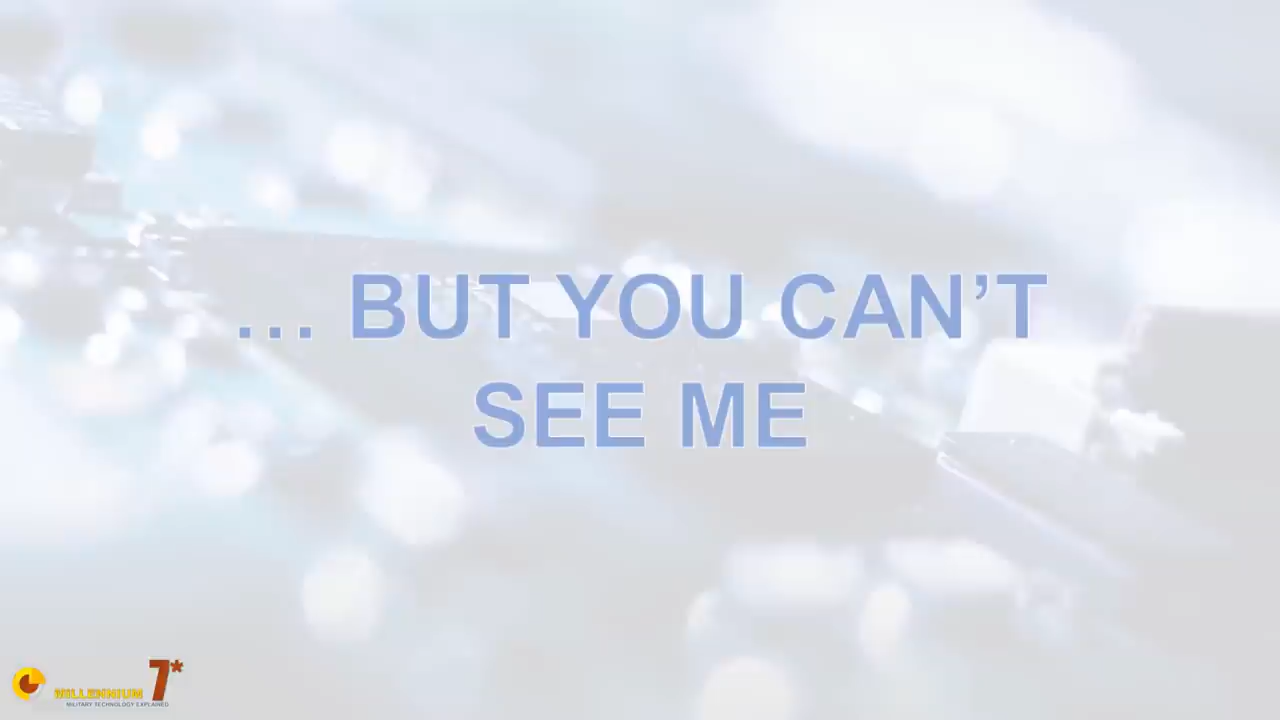 … BUT YOU CAN’T
SEE ME
MILLENNIUM 7*
MILITARY TECHNOLOGY EXPLAINED